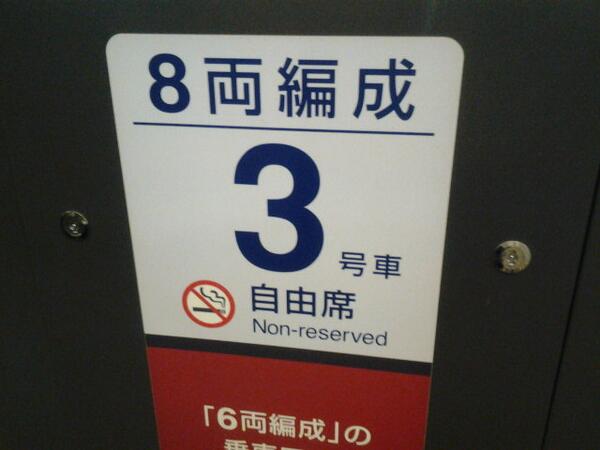 8両編成
3号車
自由席
Non-reserved
「6両編成」の